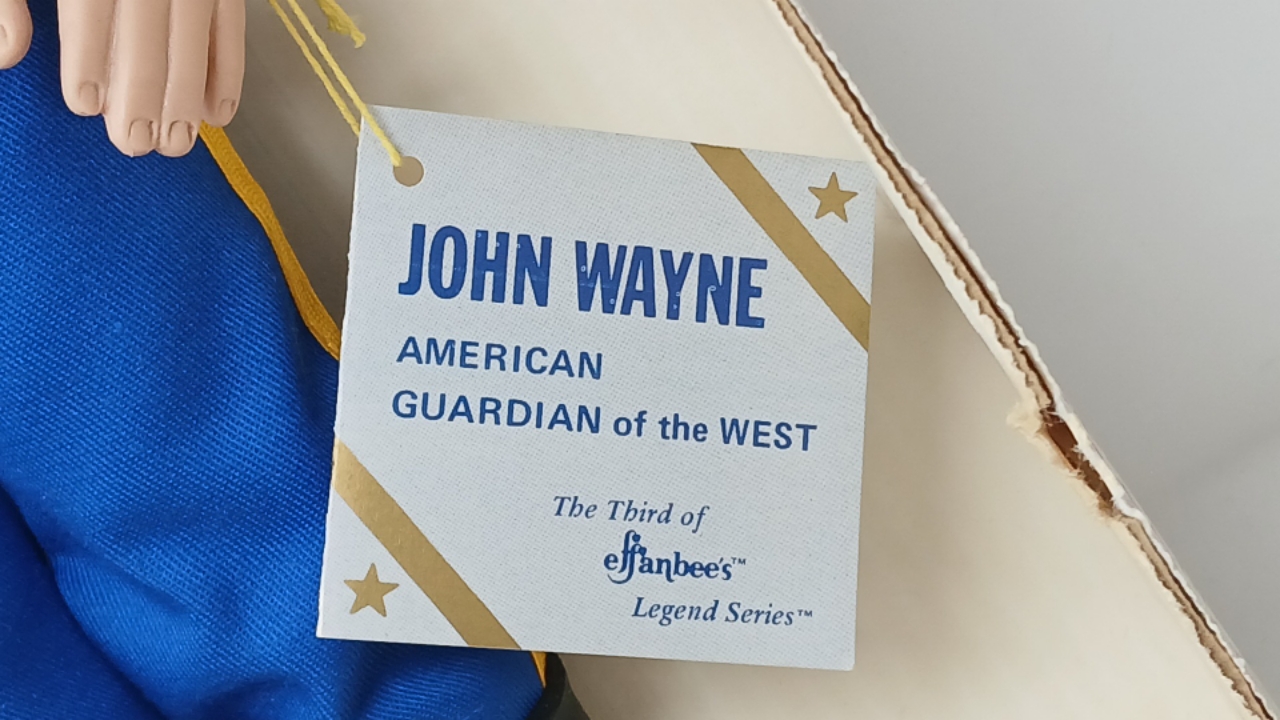 JOHN WAYNE
AMERICAN
GUARDIAN of the WEST
The Third of
effanbee's™
Legend Series™